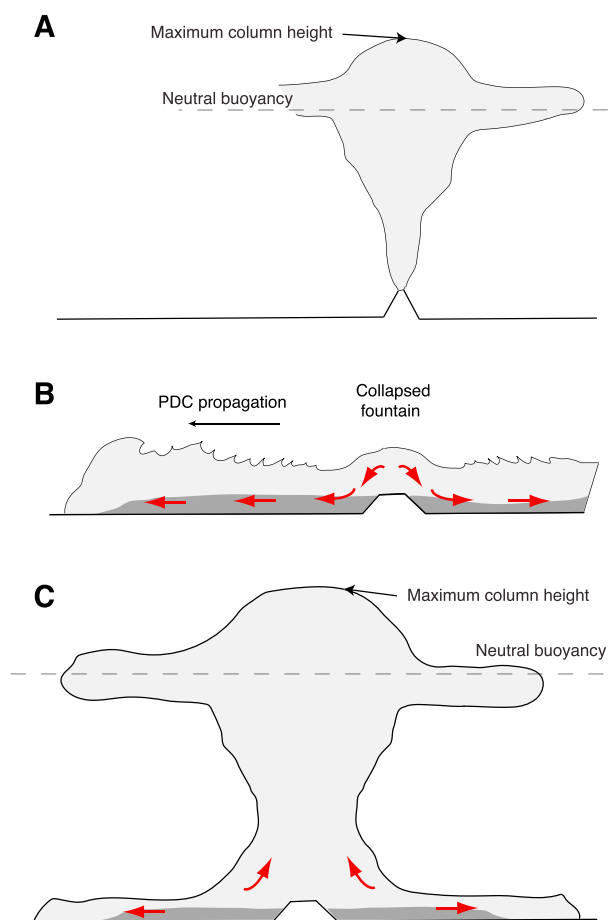 A
Maximum column height
Neutral buoyancy
B
PDC propagation
Collapsed
fountain
C
Maximum column height
Neutral buoyancy